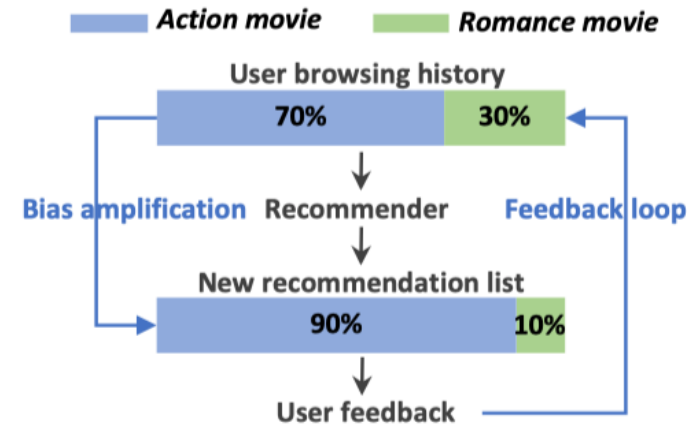 Action movie Romance movie
User browsing history
70% 30%
Bias amplification Recommender Feedback loop
New recommendation list
90% 10%
User feedback